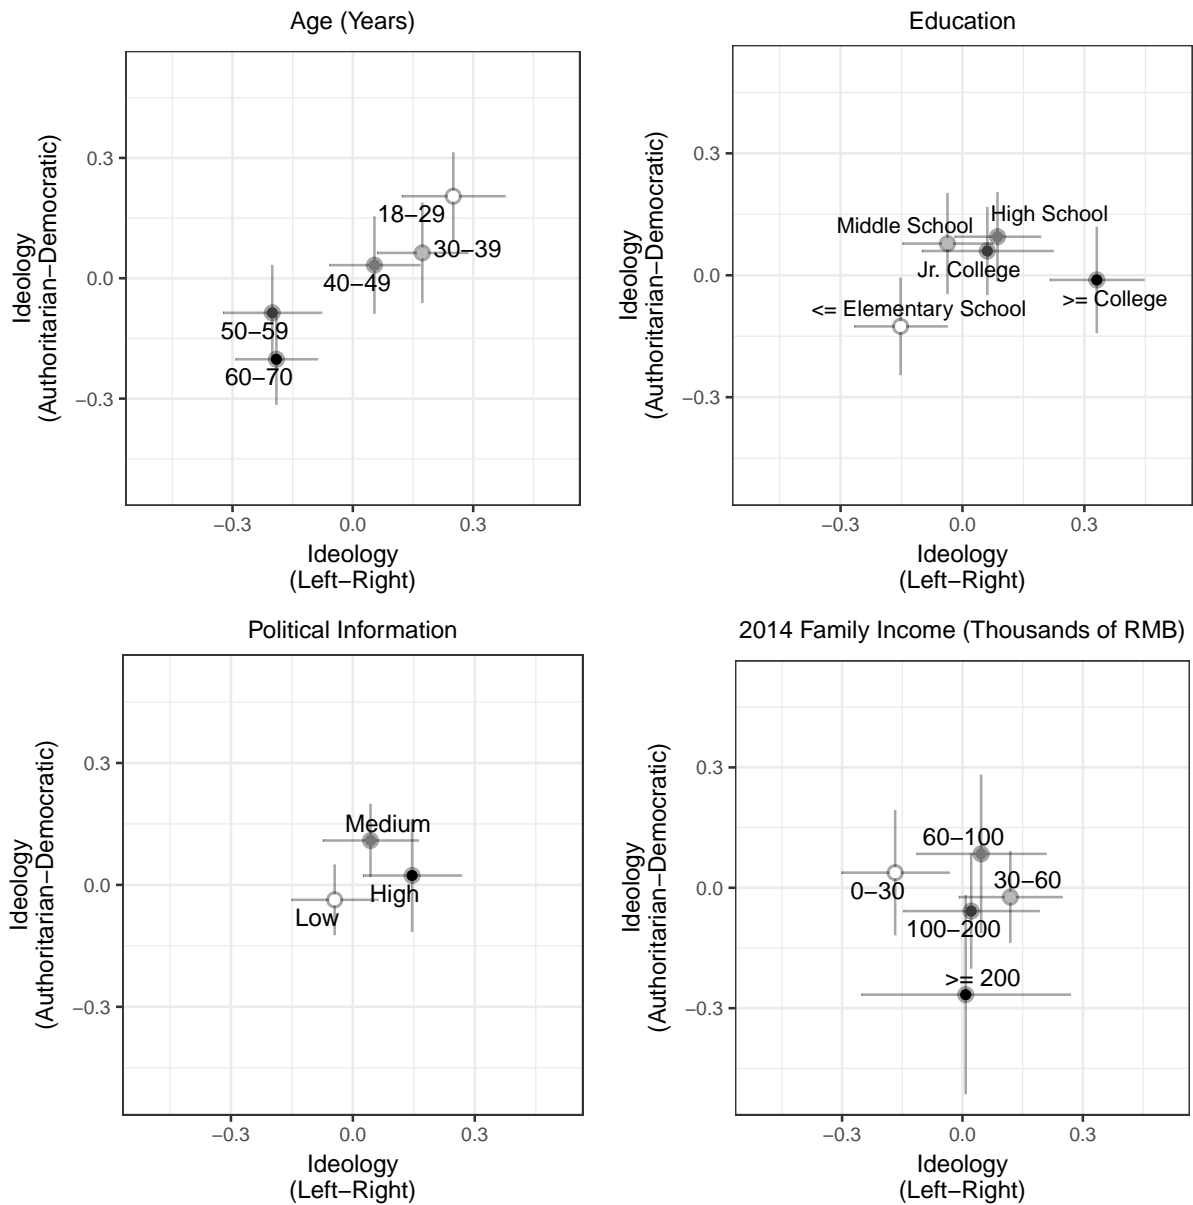 Age (Years)
Ideology
(Authoritarian−Democratic)
0.3
0.0
−0.3
18−29
30−39
40−49
50−59
60−70
−0.3
0.0
0.3
Ideology
(Left−Right)
Education
Ideology
(Authoritarian−Democratic)
0.3
0.0
−0.3
Middle School
High School
Jr. College
>= College
<= Elementary School
−0.3
0.0
0.3
Ideology
(Left−Right)
Political Information
Ideology
(Authoritarian−Democratic)
0.3
0.0
−0.3
Medium
High
Low
−0.3
0.0
0.3
Ideology
(Left−Right)
2014 Family Income (Thousands of RMB)
Ideology
(Authoritarian−Democratic)
0.3
0.0
−0.3
60−100
0−30
30−60
100−200
>= 200
−0.3
0.0
0.3
Ideology
(Left−Right)